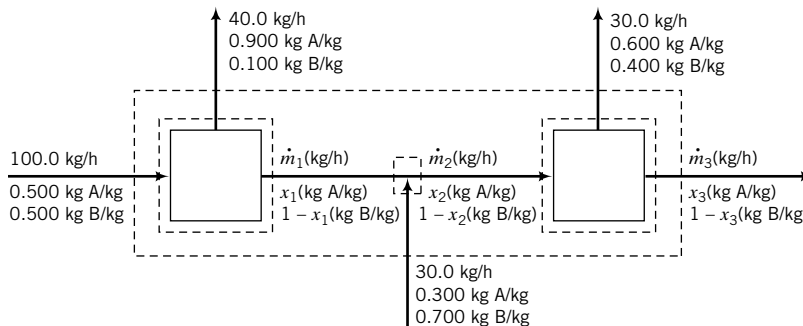 40.0 kg/h
0.900 kg A/kg
0.100 kg B/kg
30.0 kg/h
0.600 kg A/kg
0.400 kg B/kg
100.0 kg/h
0.500 kg A/kg
0.500 kg B/kg
ṁ1(kg/h)
x1(kg A/kg)
1 – x1(kg B/kg)
ṁ2(kg/h)
x2(kg A/kg)
1 – x2(kg B/kg)
ṁ3(kg/h)
x3(kg A/kg)
1 – x3(kg B/kg
30.0 kg/h
0.300 kg A/kg
0.700 kg B/kg